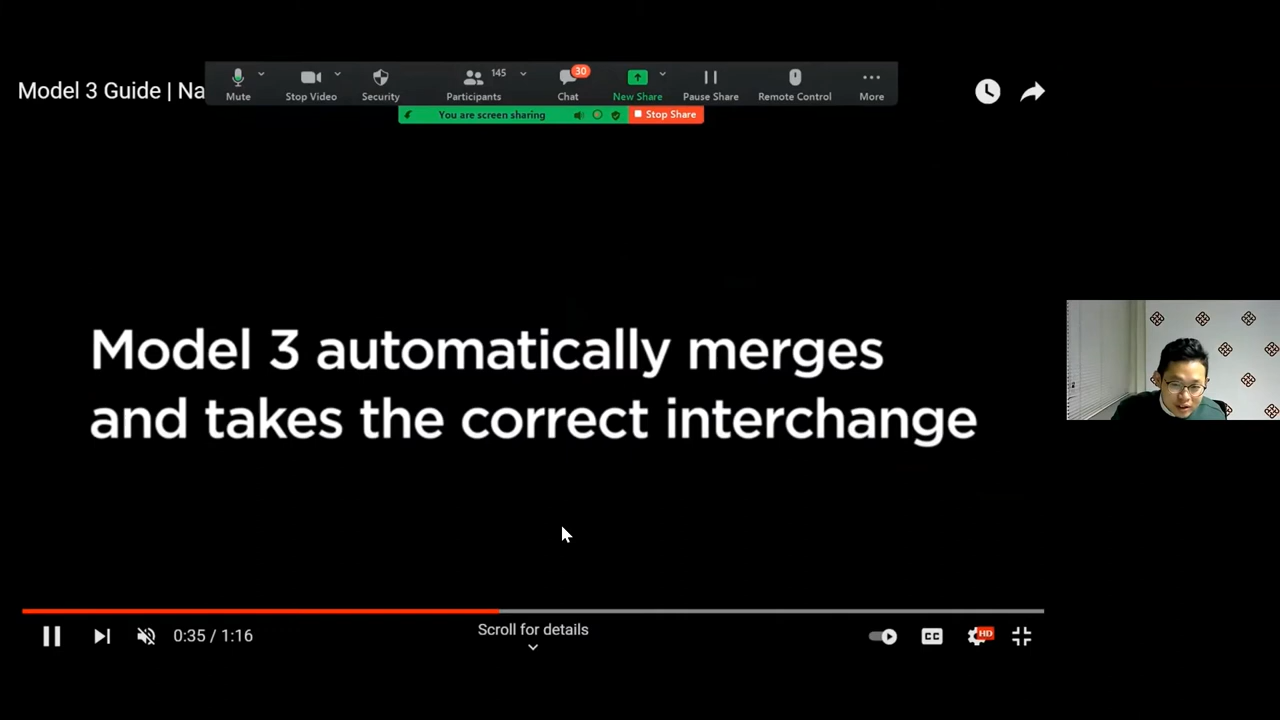 Model 3 Guide | Na
Mute
Stop Video
Security
145
Participants
30
Chat
New Share
Pause Share
Remote Control
More
You are screen sharing
Stop Share
Model 3 automatically merges
and takes the correct interchange
0:35 / 1:16
Scroll for details
CC
HD